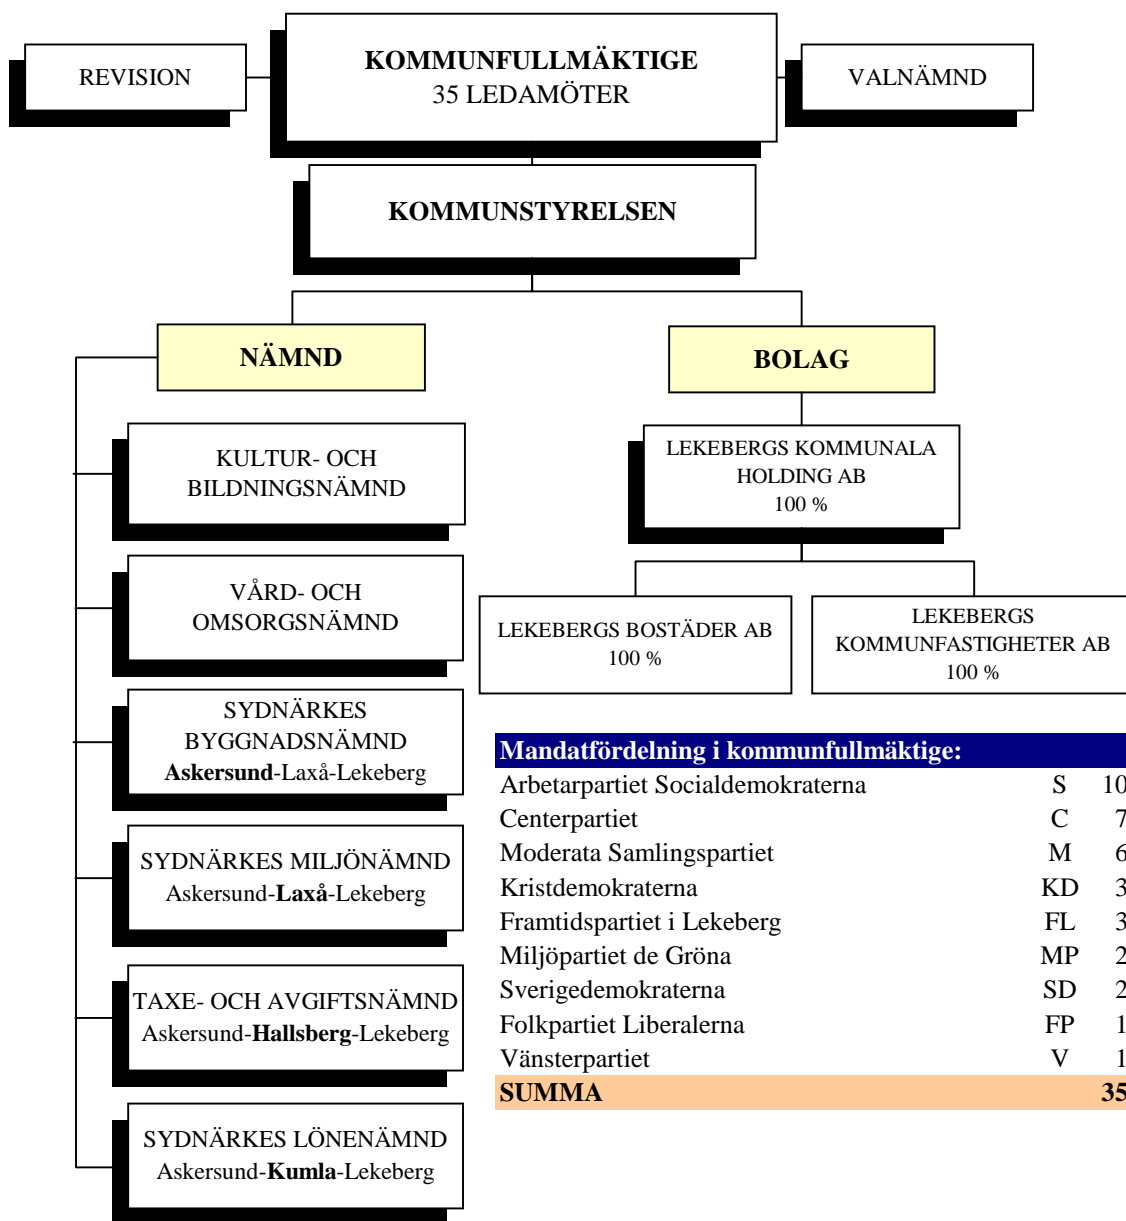 REVISION
KOMMUNFULLMÄKTIGE
35 LEDAMÖTER
VALNÄMND
KOMMUNSTYRELSEN
NÄMND
KULTUR- OCH
BILDNINGSNÄMND
VÅRD- OCH
OMSORGSNÄMND
SYDNÄRKES
BYGGNADSNÄMND
Askersund-Laxå-Lekeberg
SYDNÄRKES MILJÖNÄMND
Askersund-Laxå-Lekeberg
TAXE- OCH AVGIFTSNÄMND
Askersund-Hallsberg-Lekeberg
SYDNÄRKES LÖNENÄMND
Askersund-Kumla-Lekeberg
BOLAG
LEKEBERGS KOMMUNALA
HOLDING AB
100 %
LEKEBERGS BOSTÄDER AB
100 %
LEKEBERGS
KOMMUNFASTIGHETER AB
100 %
Mandatfördelning i kommunfullmäktige:
Arbetarpartiet Socialdemokraterna S 10
Centerpartiet C 7
Moderata Samlingspartiet M 6
Kristdemokraterna KD 3
Framtidspartiet i Lekeberg FL 3
Miljöpartiet de Gröna MP 2
Sverigedemokraterna SD 2
Folkpartiet Liberalerna FP 1
Vänsterpartiet V 1
SUMMA 35